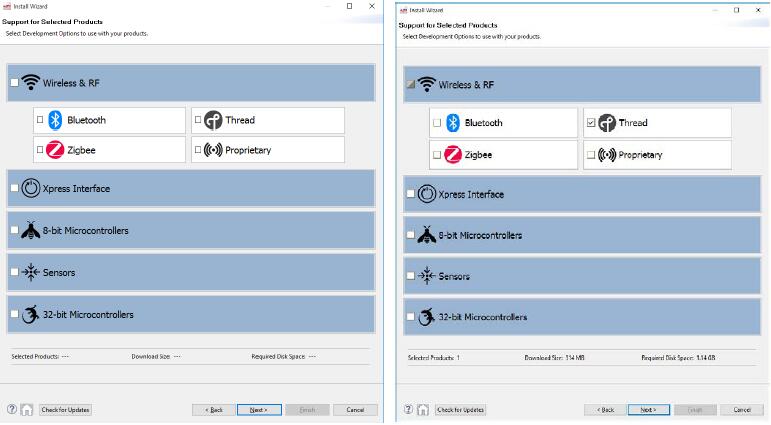 Install Wizard
Support for Selected Products
Select Development Options to use with your products.
Wireless & RF
Bluetooth
Thread
Zigbee
Proprietary
Xpress Interface
8-bit Microcontrollers
Sensors
32-bit Microcontrollers
Selected Products: --- Download Size: --- Required Disk Space: ---
Check for Updates < Back Next > Finish Cancel
Install Wizard
Support for Selected Products
Select Development Options to use with your products.
Wireless & RF
Bluetooth
Thread
Zigbee
Proprietary
Xpress Interface
8-bit Microcontrollers
Sensors
32-bit Microcontrollers
Selected Products: 1 Download Size: 314 MB Required Disk Space: 1.14 GB
Check for Updates < Back Next > Finish Cancel